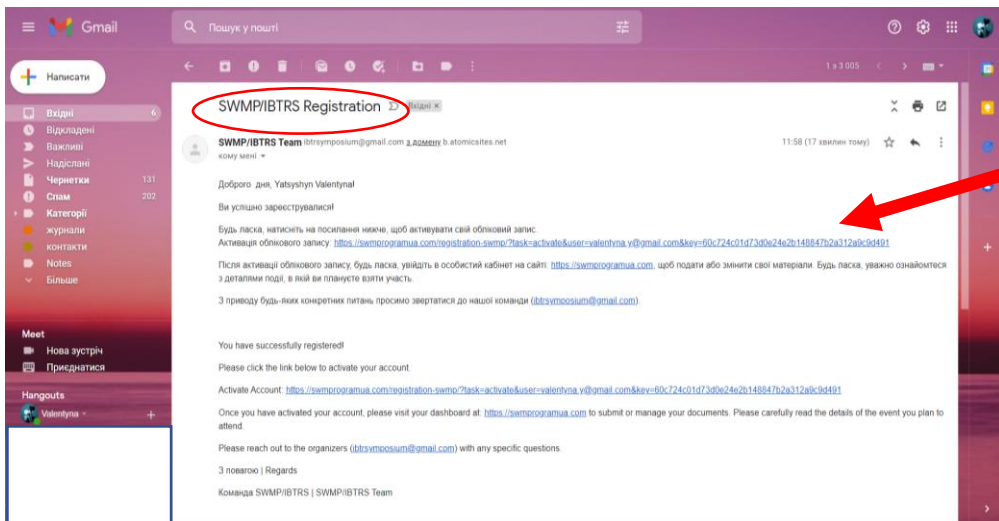 Gmail
Пошук у пошті
Написати
1 з 3 005
Вхідні 6
Відкладені
Важливі
Надіслані
Чернетки 131
Спам 202
Категорії
журнали
контакти
Notes
Більше
Meet
Нова зустріч
Приєднатися
Hangouts
Valentyna
SWMP/IBTRS Registration Вхідні ×
SWMP/IBTRS Team ibtrsymposium@gmail.com з домену b.atomicsites.net 11:58 (17 хвилин тому)
кому мені
Доброго дня, Yatsyshyn Valentyna!
Ви успішно зареєструвалися!
Будь ласка, натисніть на посилання нижче, щоб активувати свій обліковий запис.
Активація облікового запису: https://swmprogramua.com/registration-swmp/?task=activate&user=valentyna.y@gmail.com&key=60c724c01d73d0e24e2b148847b2a312a9c9d491
Після активації облікового запису, будь ласка, увійдіть в особистий кабінет на сайті: https://swmprogramua.com, щоб подати або змінити свої матеріали. Будь ласка, уважно ознайомтеся
з деталями події, в якій ви плануєте взяти участь.
З приводу будь-яких конкретних питань просимо звертатися до нашої команди (ibtrsymposium@gmail.com).
You have successfully registered!
Please click the link below to activate your account.
Activate Account: https://swmprogramua.com/registration-swmp/?task=activate&user=valentyna.y@gmail.com&key=60c724c01d73d0e24e2b148847b2a312a9c9d491
Once you have activated your account, please visit your dashboard at: https://swmprogramua.com to submit or manage your documents. Please carefully read the details of the event you plan to
attend.
Please reach out to the organizers (ibtrsymposium@gmail.com) with any specific questions.
З повагою | Regards
Команда SWMP/IBTRS | SWMP/IBTRS Team